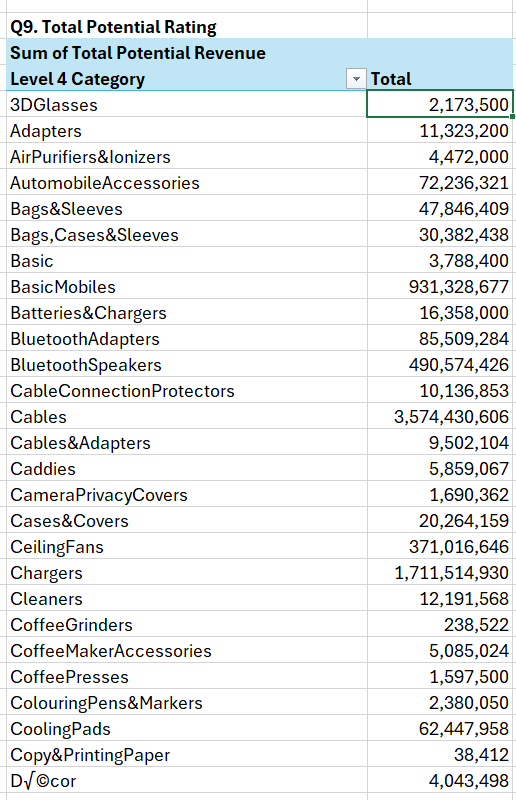 Q9. Total Potential Rating
Sum of Total Potential Revenue
Level 4 Category Total
3DGlasses 2,173,500
Adapters 11,323,200
AirPurifiers&Ionizers 4,472,000
AutomobileAccessories 72,236,321
Bags&Sleeves 47,846,409
Bags,Cases&Sleeves 30,382,438
Basic 3,788,400
BasicMobiles 931,328,677
Batteries&Chargers 16,358,000
BluetoothAdapters 85,509,284
BluetoothSpeakers 490,574,426
CableConnectionProtectors 10,136,853
Cables 3,574,430,606
Cables&Adapters 9,502,104
Caddies 5,859,067
CameraPrivacyCovers 1,690,362
Cases&Covers 20,264,159
CeilingFans 371,016,646
Chargers 1,711,514,930
Cleaners 12,191,568
CoffeeGrinders 238,522
CoffeeMakerAccessories 5,085,024
CoffeePresses 1,597,500
ColouringPens&Markers 2,380,050
CoolingPads 62,447,958
Copy&PrintingPaper 38,412
D√©cor 4,043,498